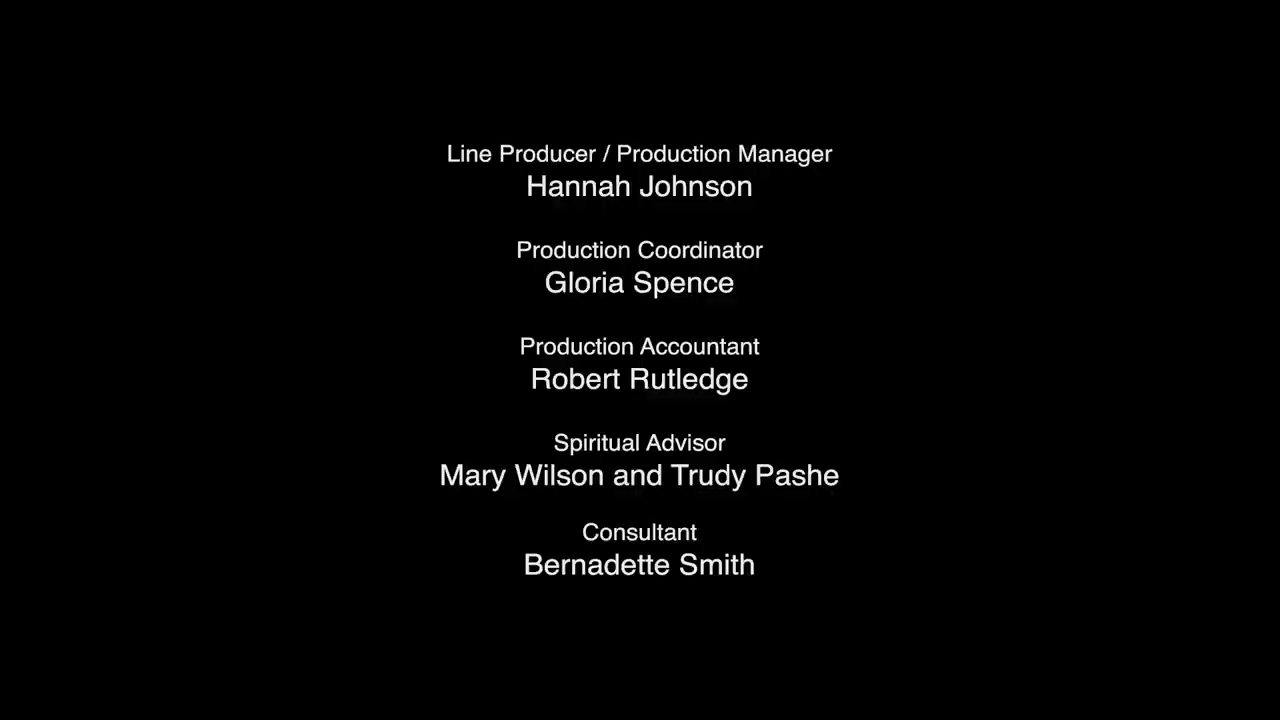 Line Producer / Production Manager
Hannah Johnson
Production Coordinator
Gloria Spence
Production Accountant
Robert Rutledge
Spiritual Advisor
Mary Wilson and Trudy Pashe
Consultant
Bernadette Smith